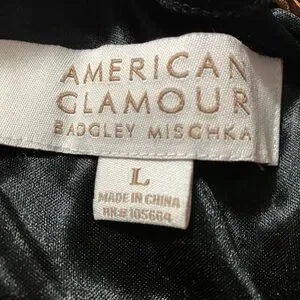 AMERICAN
GLAMOUR
BADGLEY MISCHKA
L
MADE IN CHINA
RN# 105664